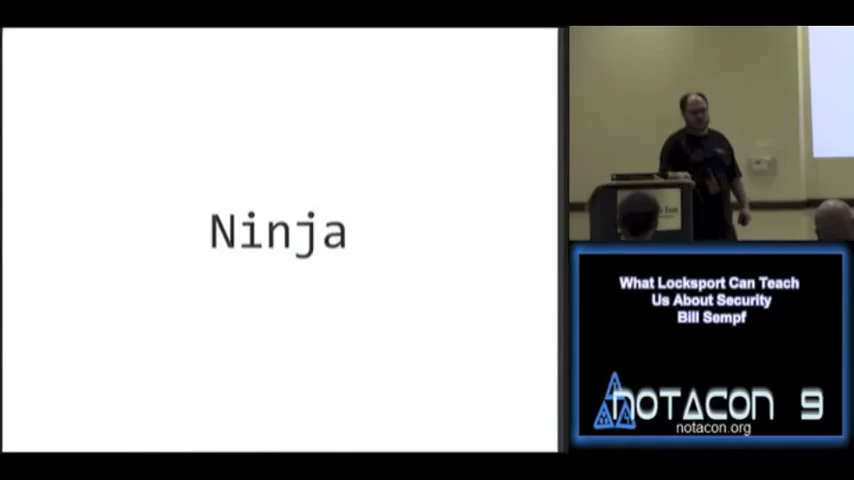 Ninja
What Locksport Can Teach
Us About Security
Bill Sempf
NOTACON 9
notacon.org